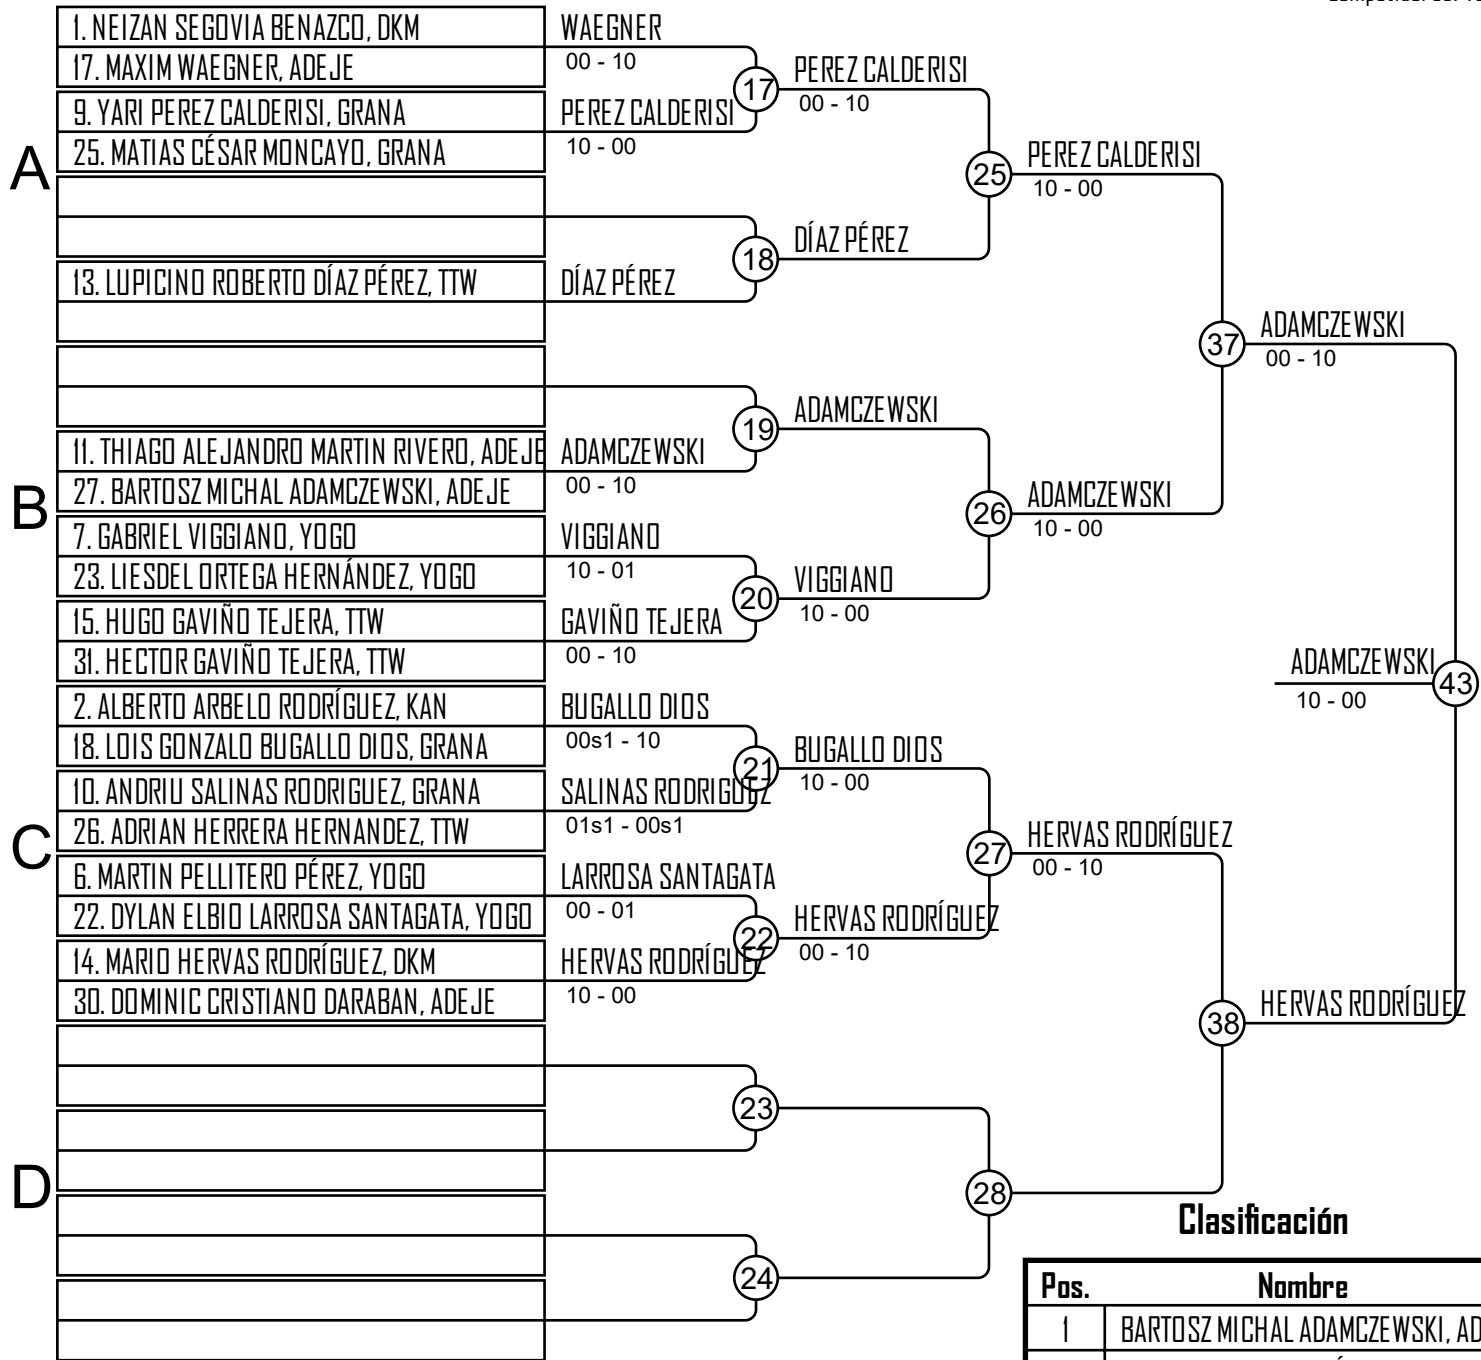 1. NEIZAN SEGOVIA BENAZCO, DKM
17. MAXIM WAEGNER, ADEJE
9. YARI PEREZ CALDERISI, GRANA
25. MATIAS CÉSAR MONCAYO, GRANA
A
13. LUPICINO ROBERTO DÍAZ PÉREZ, TTW
11. THIAGO ALEJANDRO MARTIN RIVERO, ADEJE
27. BARTOSZ MICHAL ADAMCZEWSKI, ADEJE
B
7. GABRIEL VIGGIANO, YOGO
23. LIESDEL ORTEGA HERNÁNDEZ, YOGO
15. HUGO GAVIÑO TEJERA, TTW
31. HECTOR GAVIÑO TEJERA, TTW
2. ALBERTO ARBELO RODRÍGUEZ, KAN
18. LOIS GONZALO BUGALLO DIOS, GRANA
10. ANDRIU SALINAS RODRIGUEZ, GRANA
26. ADRIAN HERRERA HERNANDEZ, TTW
C
6. MARTIN PELLITERO PÉREZ, YOGO
22. DYLAN ELBIO LARROSA SANTAGATA, YOGO
14. MARIO HERVAS RODRÍGUEZ, DKM
30. DOMINIC CRISTIANO DARABAN, ADEJE
D
WAEGNER
00 - 10
PEREZ CALDERISI
10 - 00
DÍAZ PÉREZ
ADAMCZEWSKI
00 - 10
VIGGIANO
10 - 01
GAVIÑO TEJERA
00 - 10
BUGALLO DIOS
00s1 - 10
SALINAS RODRIGUEZ
01s1 - 00s1
LARROSA SANTAGATA
00 - 01
HERVAS RODRÍGUEZ
10 - 00
17
18
19
20
21
22
23
24
PEREZ CALDERISI
00 - 10
DÍAZ PÉREZ
ADAMCZEWSKI
VIGGIANO
10 - 00
BUGALLO DIOS
10 - 00
HERVAS RODRÍGUEZ
00 - 10
25
26
27
28
PEREZ CALDERISI
10 - 00
ADAMCZEWSKI
10 - 00
HERVAS RODRÍGUEZ
00 - 10
37
38
ADAMCZEWSKI
00 - 10
HERVAS RODRÍGUEZ
ADAMCZEWSKI
10 - 00
43
Clasificación
Pos. Nombre
1 BARTOSZ MICHAL ADAMCZEWSKI, AD